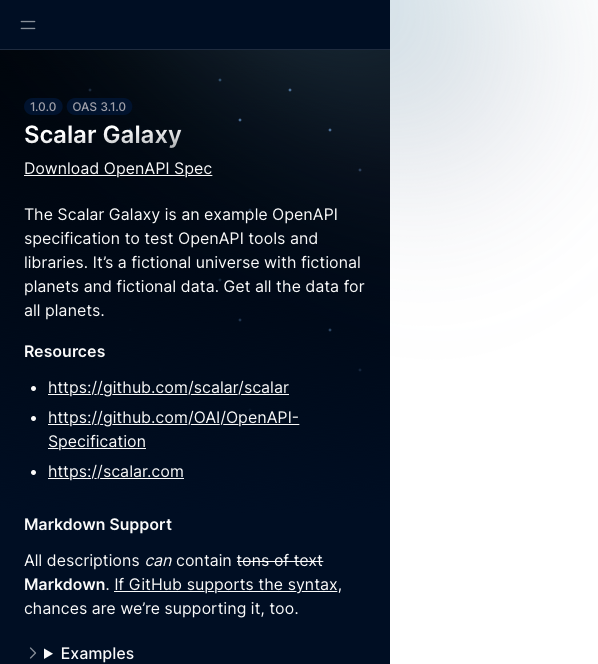 1.0.0 OAS 3.1.0
Scalar Galaxy
Download OpenAPI Spec
The Scalar Galaxy is an example OpenAPI
specification to test OpenAPI tools and
libraries. It’s a fictional universe with fictional
planets and fictional data. Get all the data for
all planets.
Resources
• https://github.com/scalar/scalar
• https://github.com/OAI/OpenAPI-
Specification
• https://scalar.com
Markdown Support
All descriptions can contain tons of text
Markdown. If GitHub supports the syntax,
chances are we’re supporting it, too.
Examples